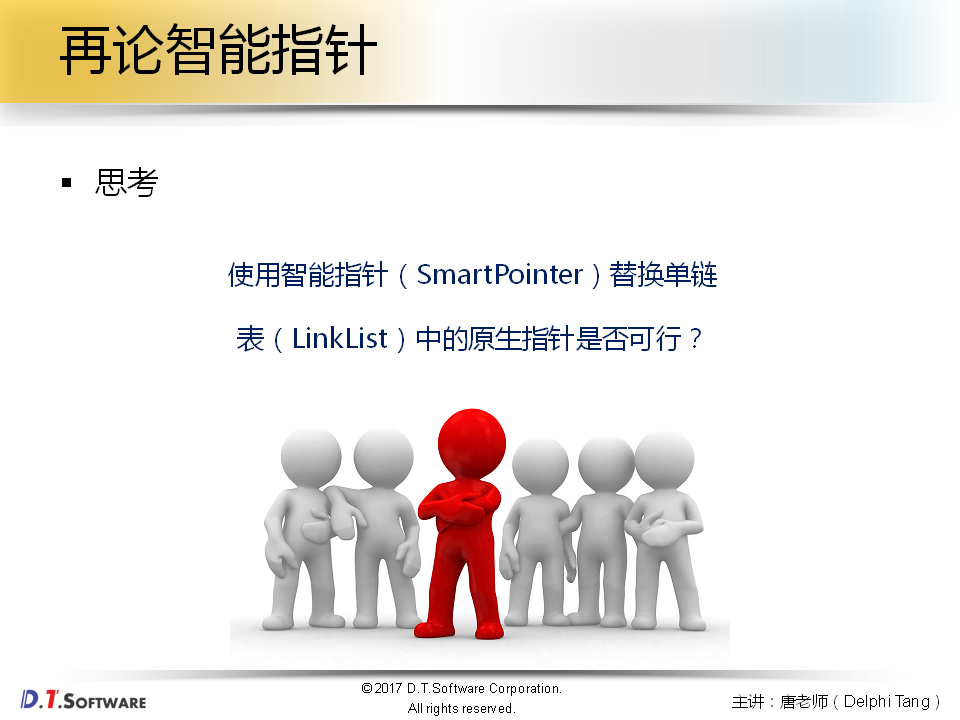 再论智能指针
思考
使用智能指针（SmartPointer）替换单链
表（LinkList）中的原生指针是否可行？
D.T.SOFTWARE
©2017 D.T.Software Corporation.
All rights reserved.
主讲：唐老师（Delphi Tang）